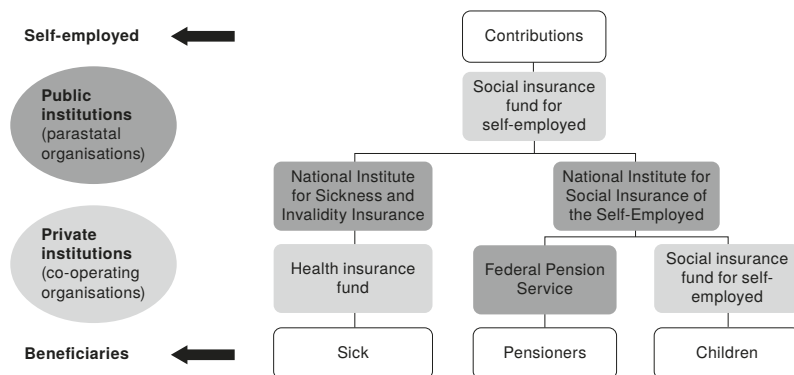 Self-employed
Contributions
Public
institutions
(parastatal
organisations)
Social insurance
fund for
self-employed
National Institute
for Sickness and
Invalidity Insurance
National Institute for
Social Insurance of
the Self-Employed
Private
institutions
(co-operating
organisations)
Health insurance
fund
Federal Pension
Service
Social insurance
fund for self-
employed
Beneficiaries
Sick
Pensioners
Children